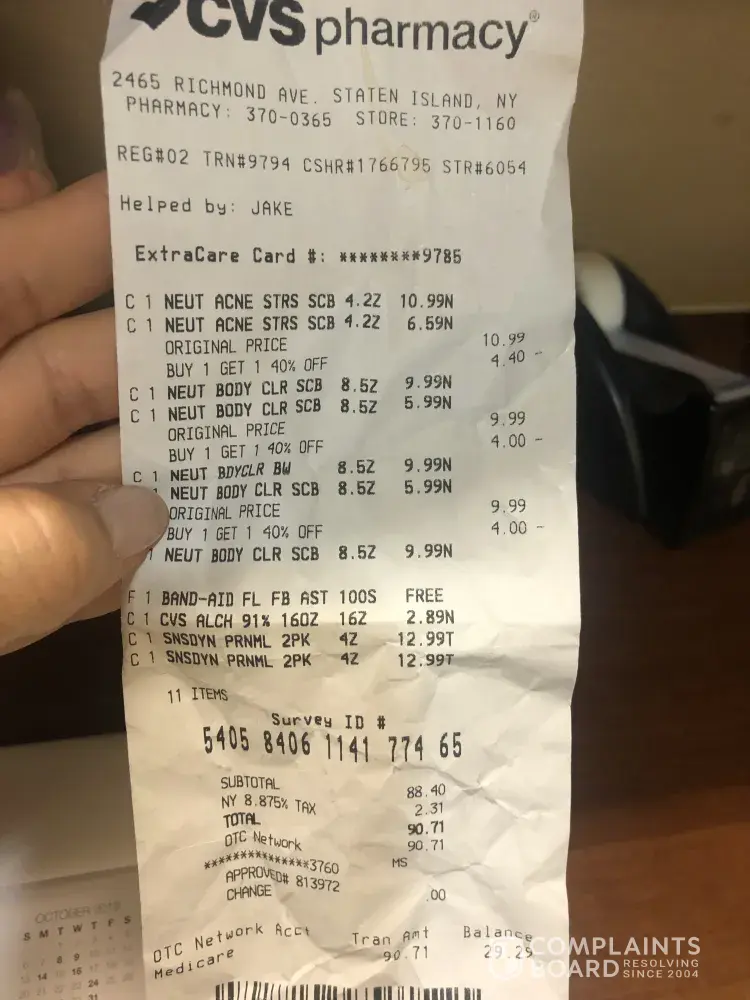 CVS pharmacy®
2465 RICHMOND AVE. STATEN ISLAND, NY
PHARMACY: 370-0365 STORE: 370-1160
REG#02 TRN#9794 CSHR#1766795 STR#6054
Helped by: JAKE
ExtraCare Card #: ********9785
C 1 NEUT ACNE STRS SCB 4.2Z 10.99N
C 1 NEUT ACNE STRS SCB 4.2Z 6.59N
ORIGINAL PRICE 10.99
BUY 1 GET 1 40% OFF 4.40 -
C 1 NEUT BODY CLR SCB 8.5Z 9.99N
C 1 NEUT BODY CLR SCB 8.5Z 5.99N
ORIGINAL PRICE 9.99
BUY 1 GET 1 40% OFF 4.00 -
C 1 NEUT BDYCLR BW 8.5Z 9.99N
1 NEUT BODY CLR SCB 8.5Z 5.99N
ORIGINAL PRICE 9.99
BUY 1 GET 1 40% OFF 4.00 -
1 NEUT BODY CLR SCB 8.5Z 9.99N
F 1 BAND-AID FL FB AST 100S FREE
C 1 CVS ALCH 91% 16OZ 16Z 2.89N
C 1 SNSDYN PRNML 2PK 4Z 12.99T
C 1 SNSDYN PRNML 2PK 4Z 12.99T
11 ITEMS
Survey ID #
5405 8406 1141 774 65
SUBTOTAL 88.40
NY 8.875% TAX 2.31
TOTAL 90.71
OTC Network 90.71
************3760 MS
APPROVED# 813972
CHANGE .00
OTC Network Acct Tran Amt Balance
Medicare 90.71 29.29
OCTOBER
S M T W T F S
8 9
14 16
24
31
COMPLAINTS
BOARD RESOLVING SINCE 2004